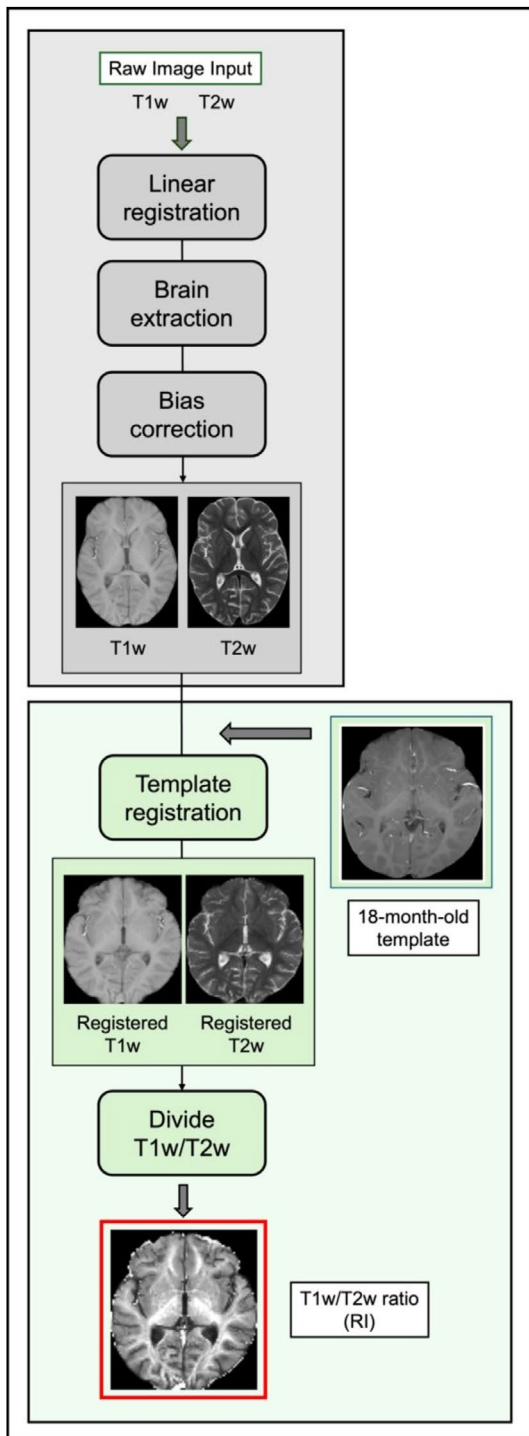 Raw Image Input
T1w T2w
Linear
registration
Brain
extraction
Bias
correction
T1w T2w
Template
registration
18-month-old
template
Registered
T1w
Registered
T2w
Divide
T1w/T2w
T1w/T2w ratio
(RI)